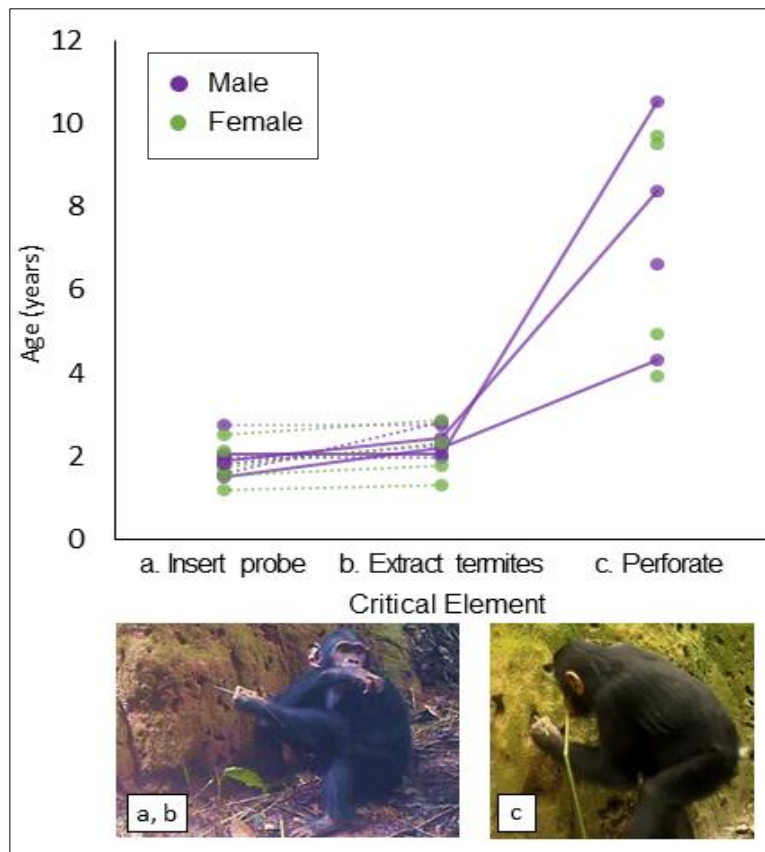 12
10
8
6
4
2
0
Age (years)
Male
Female
a. Insert probe
b. Extract termites
c. Perforate
Critical Element
a, b
c